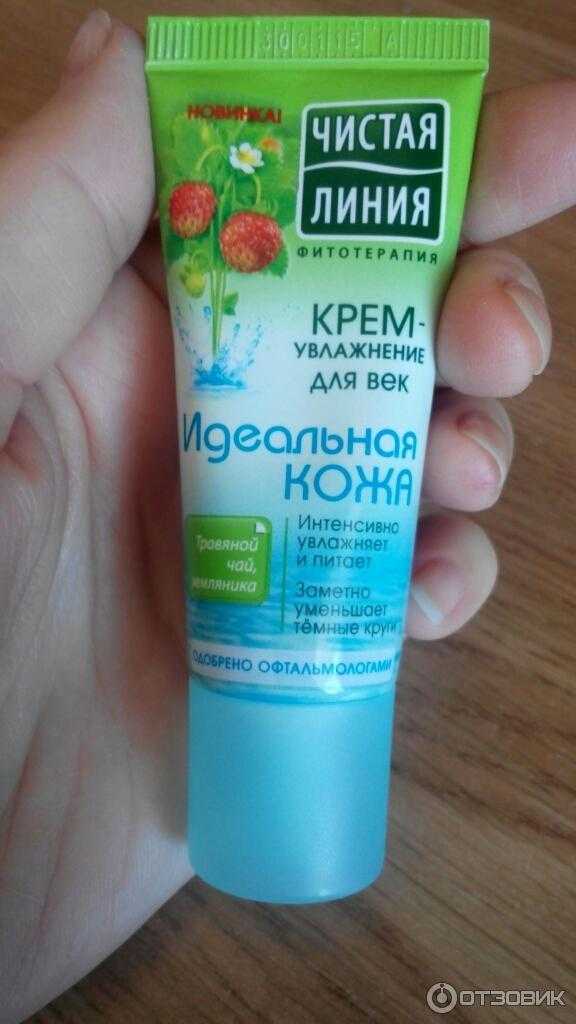 300115 A
НОВИНКА!
ЧИСТАЯ
ЛИНИЯ
ФИТОТЕРАПИЯ
КРЕМ-
УВЛАЖНЕНИЕ
ДЛЯ ВЕК
Идеальная
КОЖА
Травяной
чай,
земляника
Интенсивно
увлажняет
и питает
Заметно
уменьшает
тёмные круги
ОДОБРЕНО ОФТАЛЬМОЛОГАМИ
ОТЗОВИК